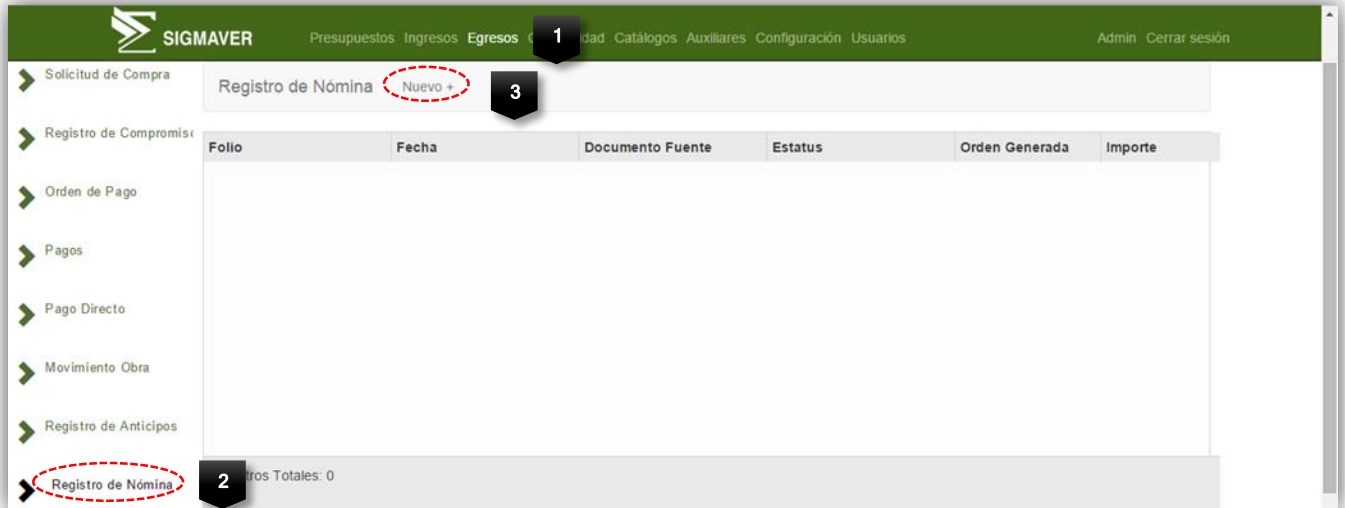 SIGMAVER
Presupuestos Ingresos Egresos 1 dad Catálogos Auxiliares Configuración Usuarios
Admin Cerrar sesión
Solicitud de Compra
Registro de Nómina Nuevo + 3
Registro de Compromis
Folio Fecha Documento Fuente Estatus Orden Generada Importe
Orden de Pago
Pagos
Pago Directo
Movimiento Obra
Registro de Anticipos
Registro de Nómina 2 tros Totales: 0